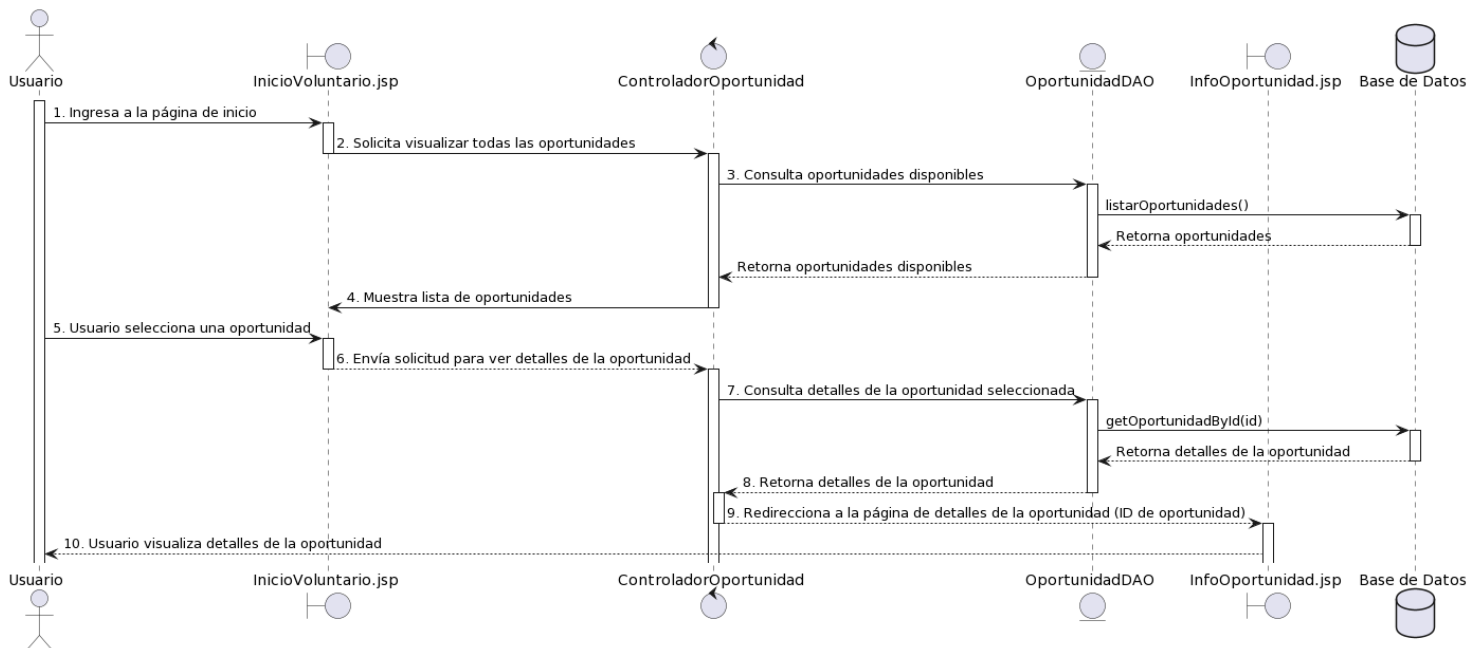 Usuario
InicioVoluntario.jsp
ControladorOportunidad
OportunidadDAO
InfoOportunidad.jsp
Base de Datos
1. Ingresa a la página de inicio
2. Solicita visualizar todas las oportunidades
3. Consulta oportunidades disponibles
listarOportunidades()
Retorna oportunidades
Retorna oportunidades disponibles
4. Muestra lista de oportunidades
5. Usuario selecciona una oportunidad
6. Envía solicitud para ver detalles de la oportunidad
7. Consulta detalles de la oportunidad seleccionada
getOportunidadById(id)
Retorna detalles de la oportunidad
8. Retorna detalles de la oportunidad
9. Redirecciona a la página de detalles de la oportunidad (ID de oportunidad)
10. Usuario visualiza detalles de la oportunidad
Usuario
InicioVoluntario.jsp
ControladorOportunidad
OportunidadDAO
InfoOportunidad.jsp
Base de Datos